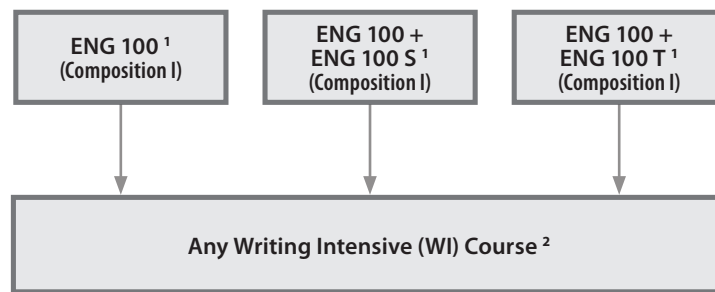 ENG 100 ¹
(Composition I)
ENG 100 +
ENG 100 S ¹
(Composition I)
ENG 100 +
ENG 100 T ¹
(Composition I)
Any Writing Intensive (WI) Course ²